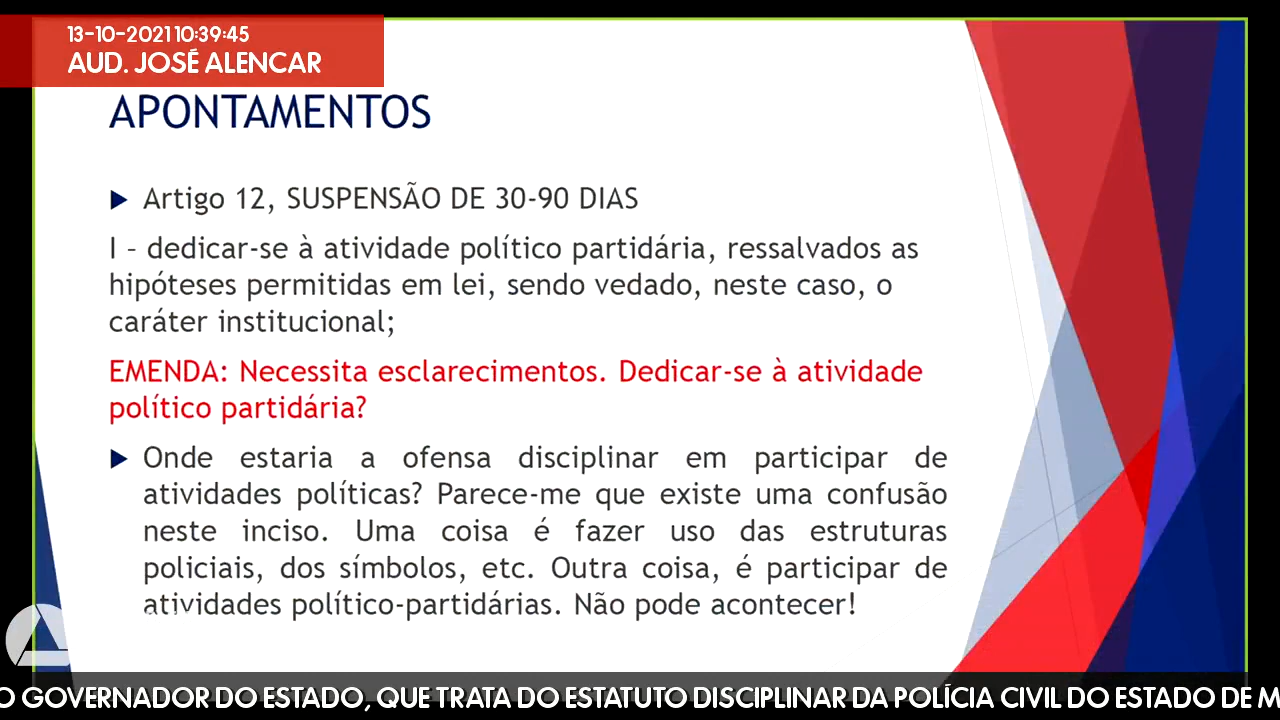 13-10-2021 10:39:45
AUD. JOSÉ ALENCAR
APONTAMENTOS
Artigo 12, SUSPENSÃO DE 30-90 DIAS
I – dedicar-se à atividade político partidária, ressalvados as
hipóteses permitidas em lei, sendo vedado, neste caso, o
caráter institucional;
EMENDA: Necessita esclarecimentos. Dedicar-se à atividade
político partidária?
Onde estaria a ofensa disciplinar em participar de
atividades políticas? Parece-me que existe uma confusão
neste inciso. Uma coisa é fazer uso das estruturas
policiais, dos símbolos, etc. Outra coisa, é participar de
atividades político-partidárias. Não pode acontecer!
O GOVERNADOR DO ESTADO, QUE TRATA DO ESTATUTO DISCIPLINAR DA POLÍCIA CIVIL DO ESTADO DE M